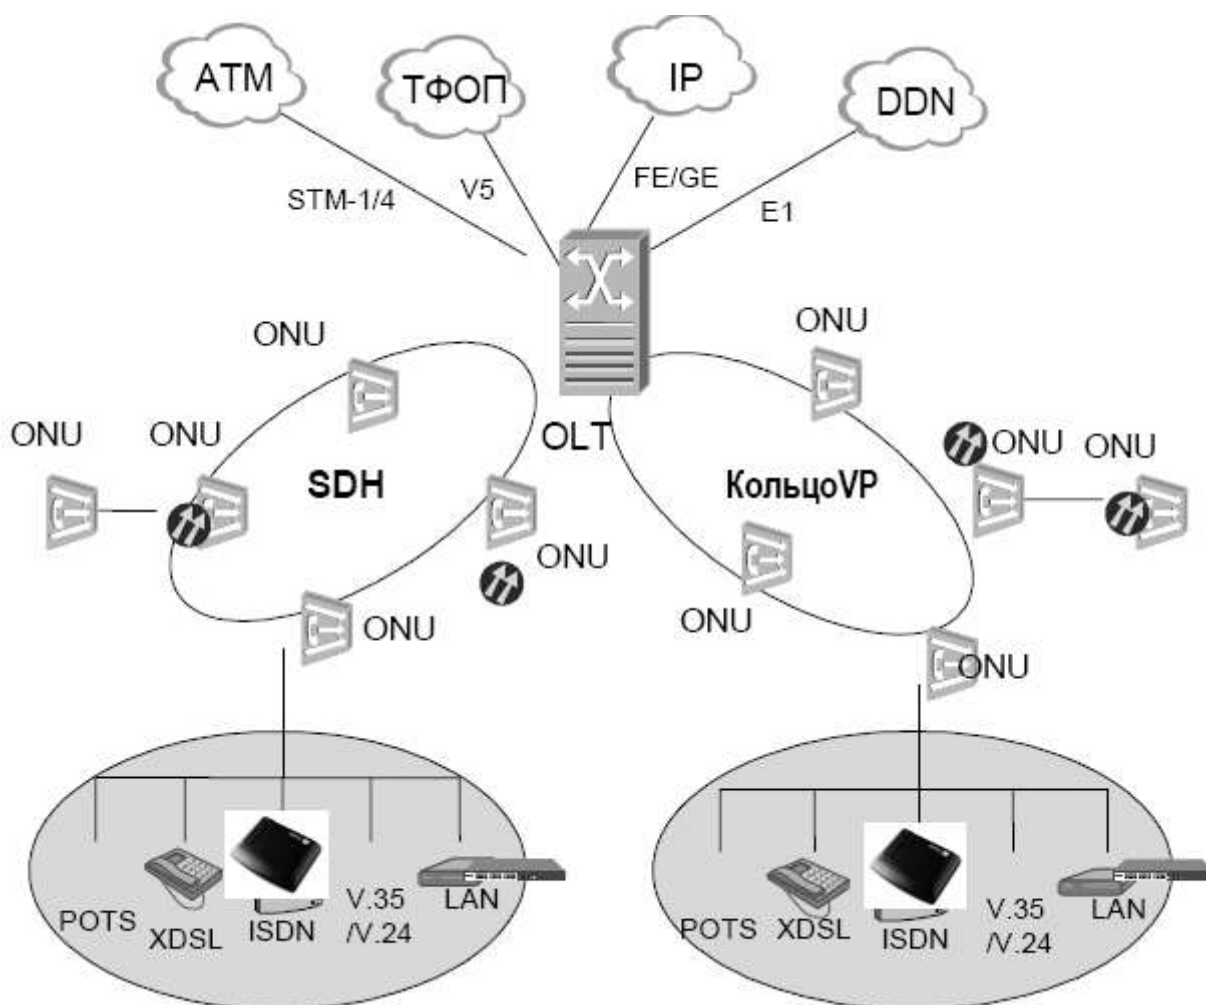 ATM
ТФОП
IP
DDN
STM-1/4
V5
FE/GE
E1
ONU
ONU
ONU
ONU
OLT
ONU
ONU
SDH
КольцоVP
ONU
ONU
ONU
ONU
POTS
XDSL
ISDN
V.35
/V.24
LAN
POTS
XDSL
ISDN
V.35
/V.24
LAN